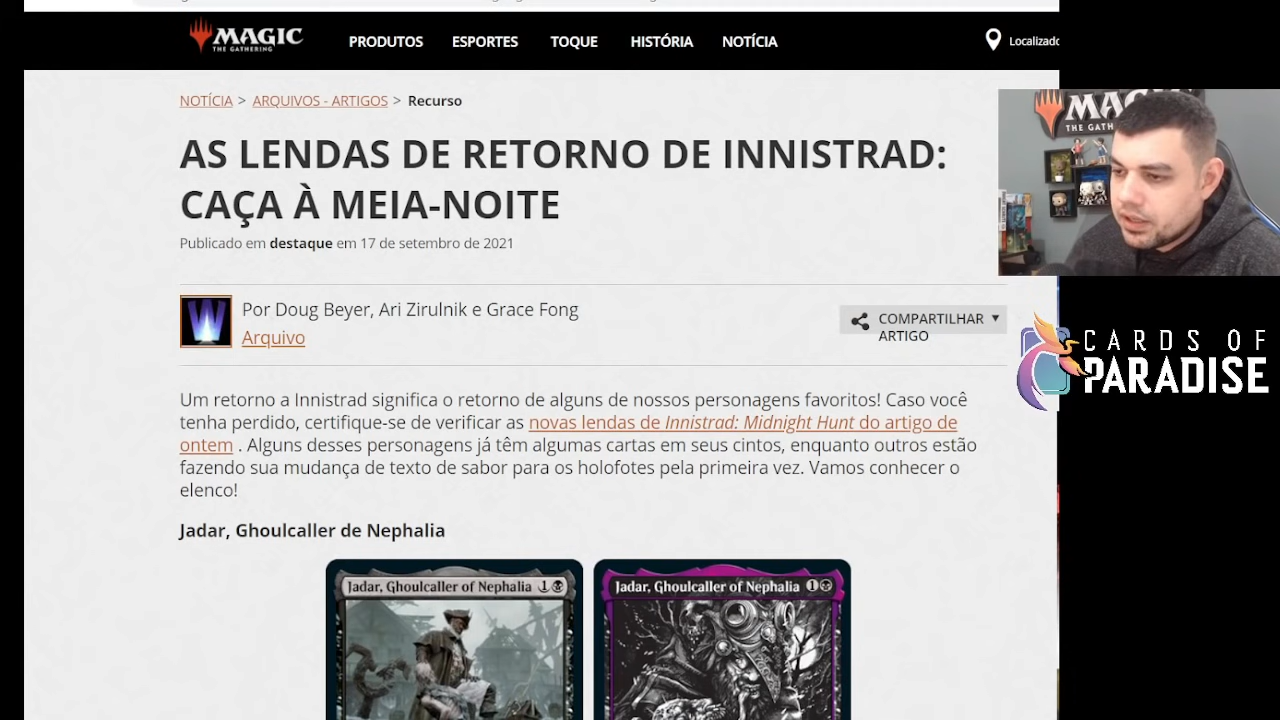 MAGIC
THE GATHERING
PRODUTOS ESPORTES TOQUE HISTÓRIA NOTÍCIA
NOTÍCIA > ARQUIVOS - ARTIGOS > Recurso
AS LENDAS DE RETORNO DE INNISTRAD:
CAÇA À MEIA-NOITE
Publicado em destaque em 17 de setembro de 2021
Por Doug Beyer, Ari Zirulnik e Grace Fong
Arquivo
COMPARTILHAR
ARTIGO
CARDS OF
PARADISE
Um retorno a Innistrad significa o retorno de alguns de nossos personagens favoritos! Caso você
tenha perdido, certifique-se de verificar as novas lendas de Innistrad: Midnight Hunt do artigo de
ontem . Alguns desses personagens já têm algumas cartas em seus cintos, enquanto outros estão
fazendo sua mudança de texto de sabor para os holofotes pela primeira vez. Vamos conhecer o
elenco!
Jadar, Ghoulcaller de Nephalia
Jadar, Ghoulcaller of Nephalia 1
Jadar, Ghoulcaller of Nephalia 1